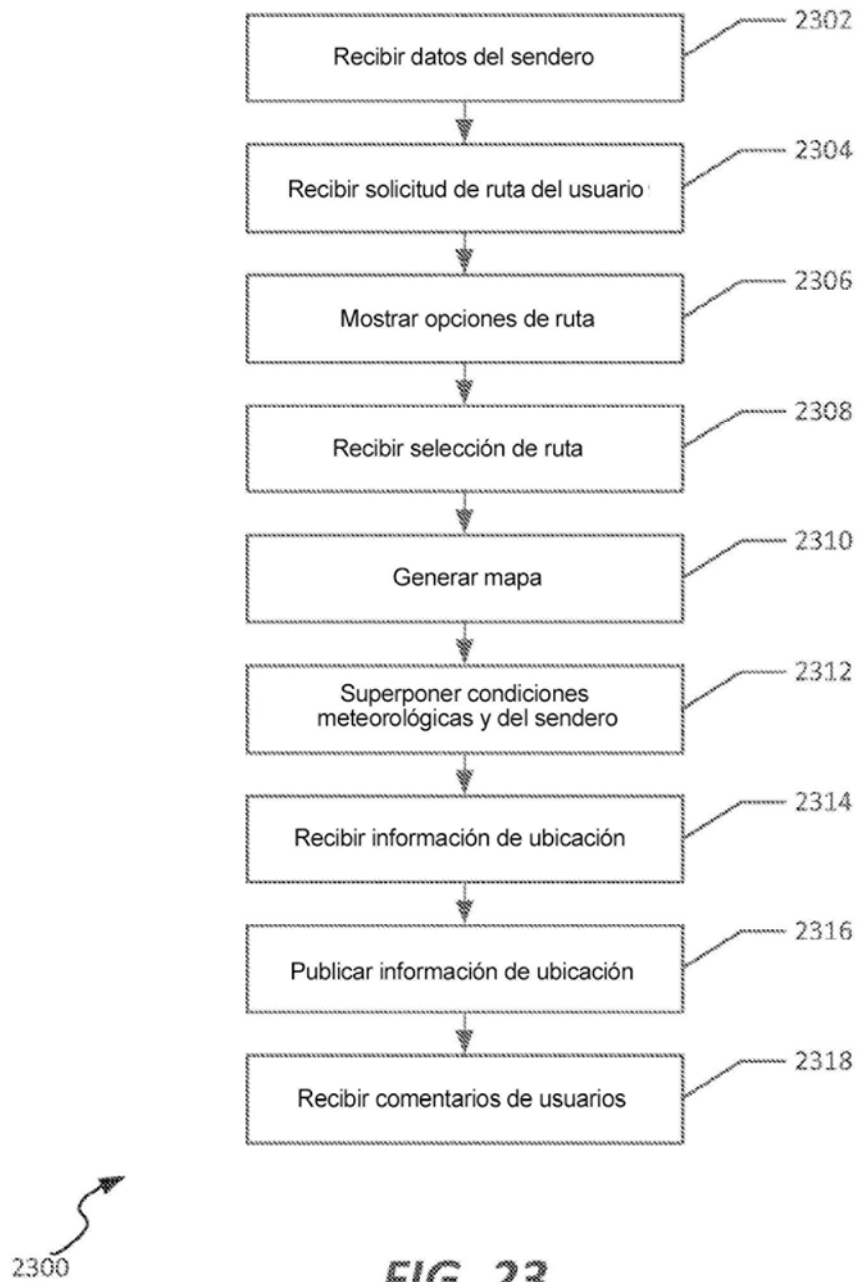 Recibir datos del sendero
2302
Recibir solicitud de ruta del usuario
2304
Mostrar opciones de ruta
2306
Recibir selección de ruta
2308
Generar mapa
2310
Superponer condiciones
meteorológicas y del sendero
2312
Recibir información de ubicación
2314
Publicar información de ubicación
2316
Recibir comentarios de usuarios
2318
2300
FIG. 23